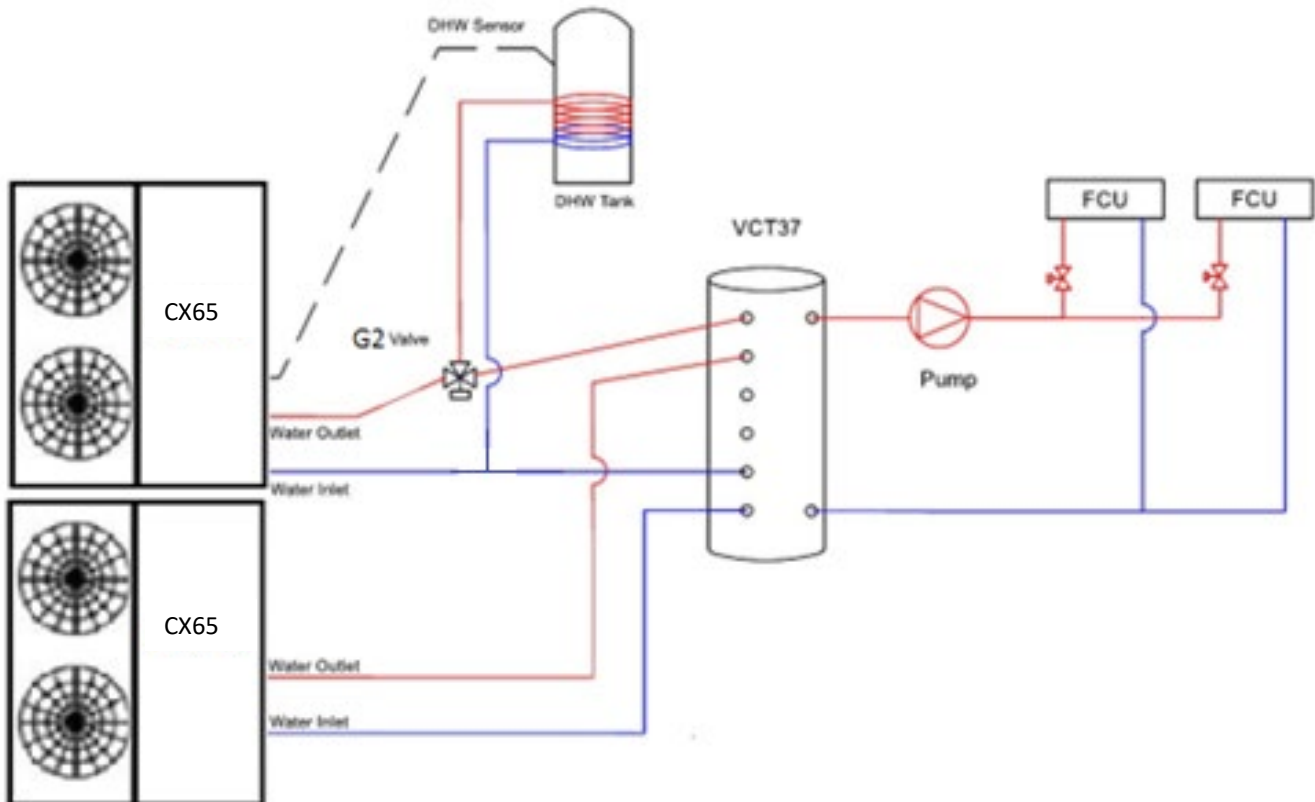 DHW Sensor
DHW Tank
CX65
G2 Valve
VCT37
FCU
FCU
Pump
Water Outlet
Water Inlet
CX65
Water Outlet
Water Inlet